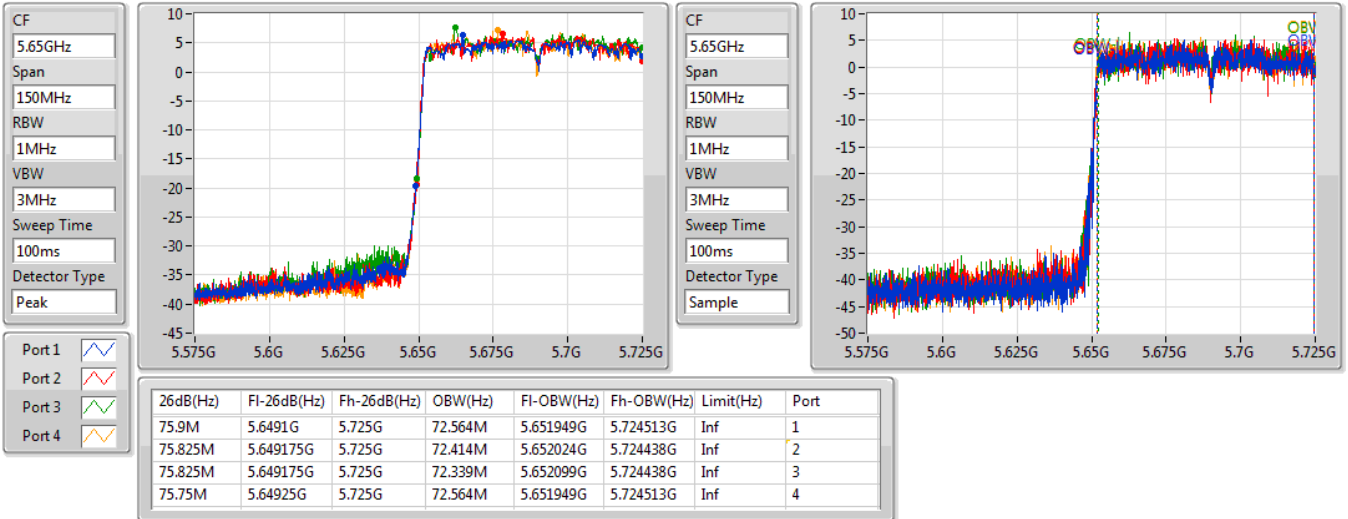 CF
5.65GHz
Span
150MHz
RBW
1MHz
VBW
3MHz
Sweep Time
100ms
Detector Type
Peak
10
5
0
-5
-10
-15
-20
-25
-30
-35
-40
-45
5.575G 5.6G 5.625G 5.65G 5.675G 5.7G 5.725G
CF
5.65GHz
Span
150MHz
RBW
1MHz
VBW
3MHz
Sweep Time
100ms
Detector Type
Sample
10
5
0
-5
-10
-15
-20
-25
-30
-35
-40
-45
-50
OBW
OBV
OBV
5.575G 5.6G 5.625G 5.65G 5.675G 5.7G 5.725G
Port 1
Port 2
Port 3
Port 4
26dB(Hz) Fl-26dB(Hz) Fh-26dB(Hz) OBW(Hz) Fl-OBW(Hz) Fh-OBW(Hz) Limit(Hz) Port
75.9M 5.6491G 5.725G 72.564M 5.651949G 5.724513G Inf 1
75.825M 5.649175G 5.725G 72.414M 5.652024G 5.724438G Inf 2
75.825M 5.649175G 5.725G 72.339M 5.652099G 5.724438G Inf 3
75.75M 5.64925G 5.725G 72.564M 5.651949G 5.724513G Inf 4